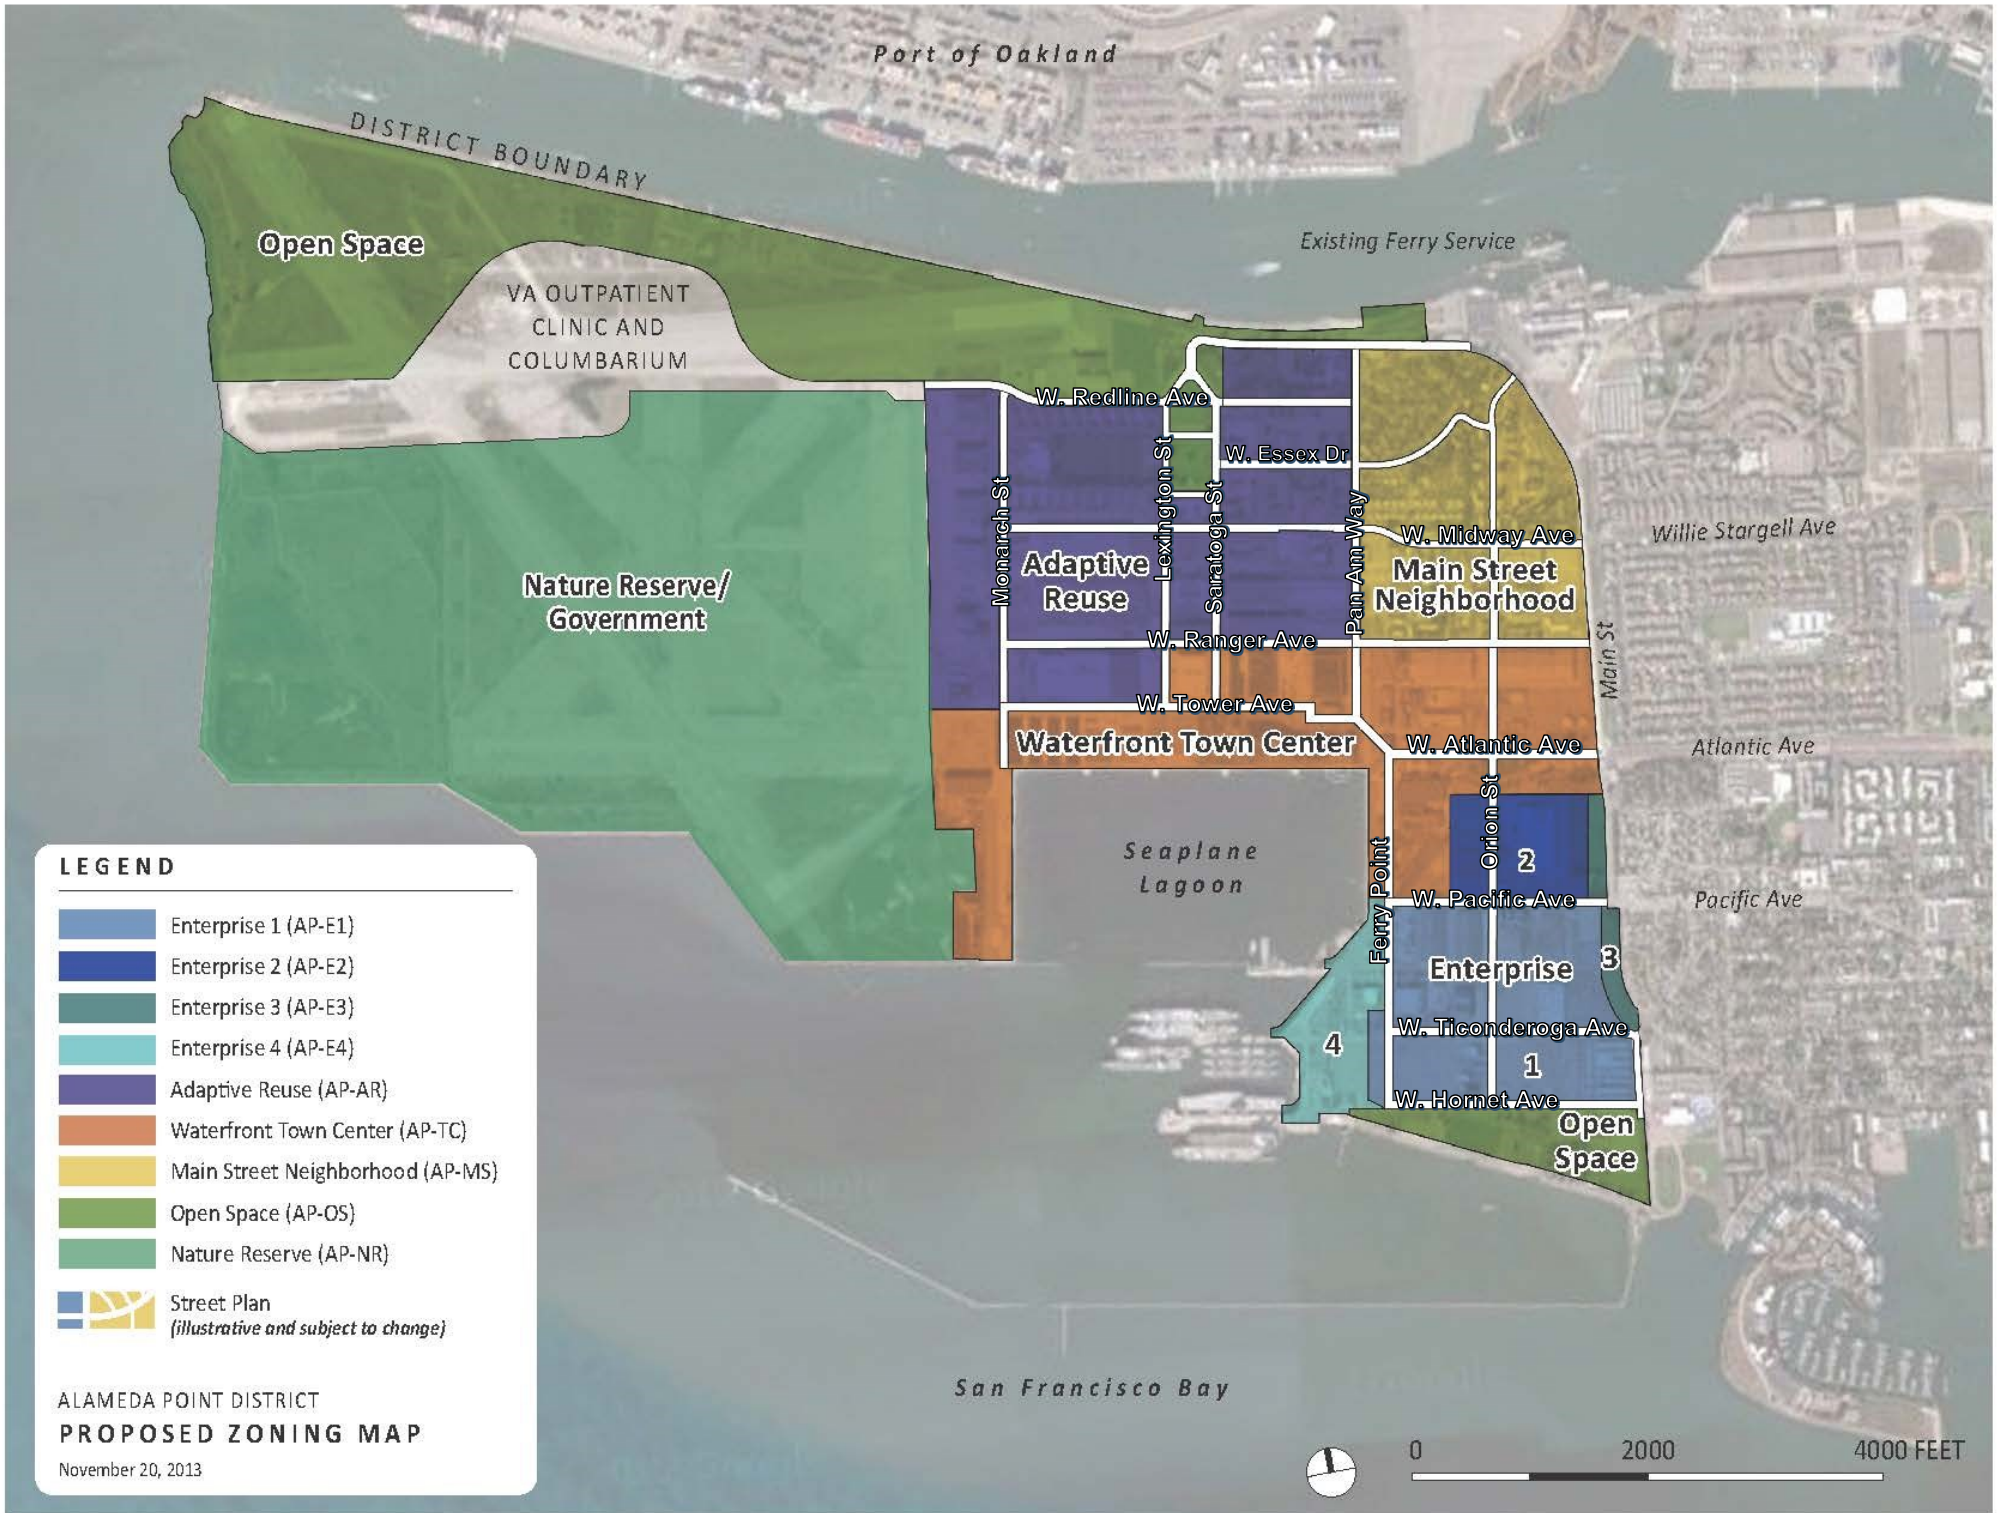 Port of Oakland
DISTRICT BOUNDARY
Existing Ferry Service
Open Space
VA OUTPATIENT
CLINIC AND
COLUMBARIUM
W. Redline Ave
W. Essex Dr
Monarch St
Lexington St
Saratoga St
Pan Am Way
W. Midway Ave
Willie Stargell Ave
Adaptive
Reuse
Main Street
Neighborhood
Nature Reserve/
Government
W. Ranger Ave
Main St
W. Tower Ave
Waterfront Town Center
W. Atlantic Ave
Atlantic Ave
Orion St
Seaplane
Lagoon
2
Ferry Point
W. Pacific Ave
Pacific Ave
Enterprise
3
W. Ticonderoga Ave
4
1
W. Hornet Ave
Open
Space
LEGEND
Enterprise 1 (AP-E1)
Enterprise 2 (AP-E2)
Enterprise 3 (AP-E3)
Enterprise 4 (AP-E4)
Adaptive Reuse (AP-AR)
Waterfront Town Center (AP-TC)
Main Street Neighborhood (AP-MS)
Open Space (AP-OS)
Nature Reserve (AP-NR)
Street Plan
(illustrative and subject to change)
ALAMEDA POINT DISTRICT
PROPOSED ZONING MAP
November 20, 2013
San Francisco Bay
0 2000 4000 FEET